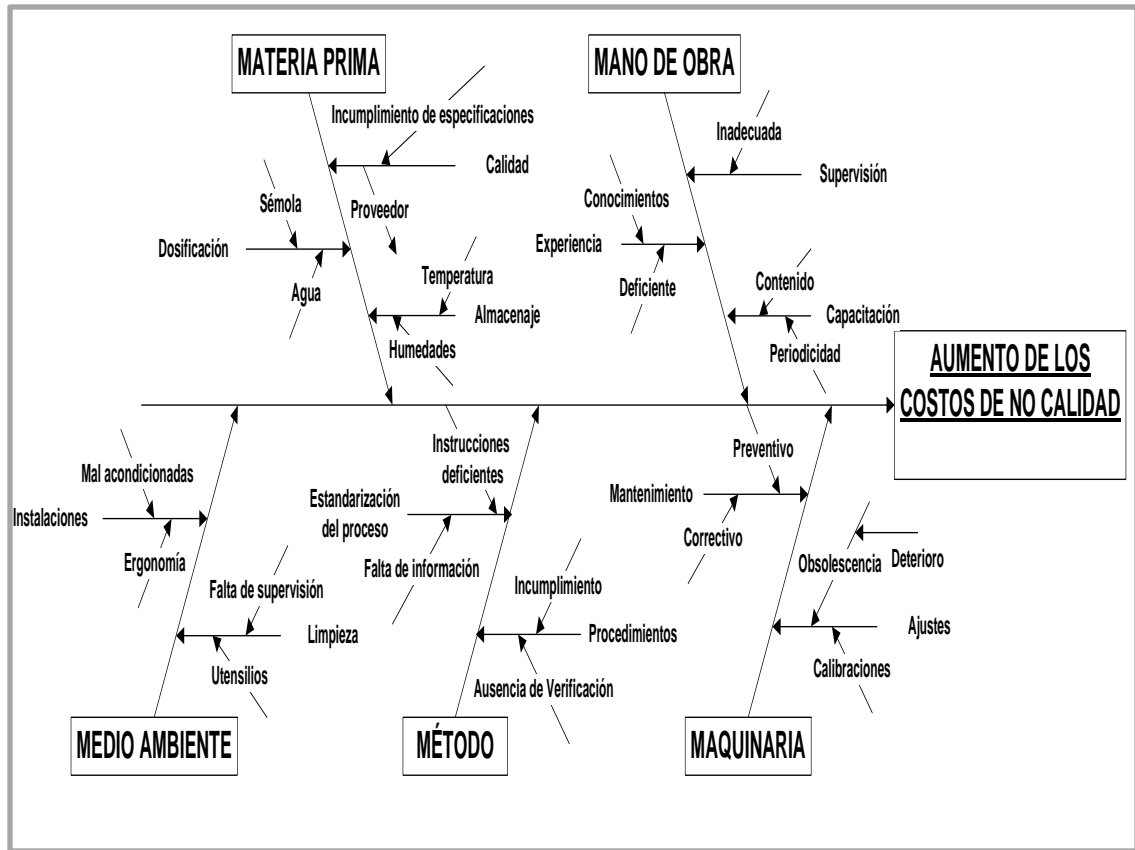 MATERIA PRIMA
MANO DE OBRA
Incumplimiento de especificaciones
Calidad
Sémola
Proveedor
Dosificación
Agua
Temperatura
Almacenaje
Humedades
Inadecuada
Supervisión
Conocimientos
Experiencia
Deficiente
Contenido
Capacitación
Periodicidad
AUMENTO DE LOS
COSTOS DE NO CALIDAD
Mal acondicionadas
Instalaciones
Ergonomía
Falta de supervisión
Limpieza
Utensilios
Instrucciones
deficientes
Estandarización
del proceso
Falta de información
Incumplimiento
Procedimientos
Ausencia de Verificación
Preventivo
Mantenimiento
Correctivo
Obsolescencia
Deterioro
Ajustes
Calibraciones
MEDIO AMBIENTE
MÉTODO
MAQUINARIA